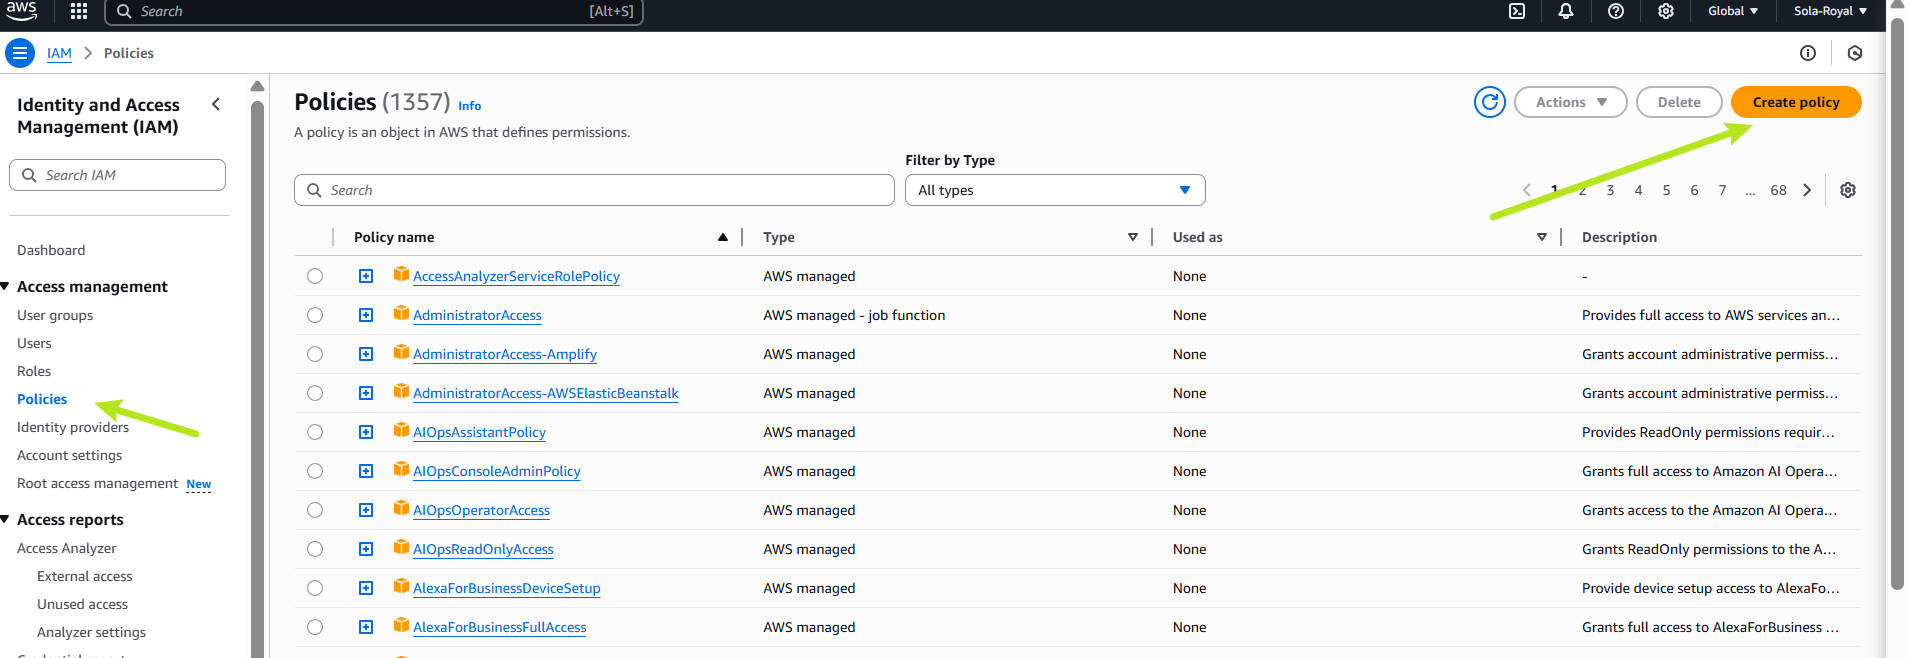 aws
Search [Alt+S]
Global Sola-Royal
IAM Policies
Identity and Access
Management (IAM)
Search IAM
Dashboard
Access management
User groups
Users
Roles
Policies
Identity providers
Account settings
Root access management New
Access reports
Access Analyzer
External access
Unused access
Analyzer settings
Policies (1357) Info
A policy is an object in AWS that defines permissions.
Actions Delete Create policy
Filter by Type
Search All types
1 2 3 4 5 6 7 ... 68
Policy name Type Used as Description
AccessAnalyzerServiceRolePolicy AWS managed None -
AdministratorAccess AWS managed - job function None Provides full access to AWS services an...
AdministratorAccess-Amplify AWS managed None Grants account administrative permiss...
AdministratorAccess-AWSElasticBeanstalk AWS managed None Grants account administrative permiss...
AIOpsAssistantPolicy AWS managed None Provides ReadOnly permissions requir...
AIOpsConsoleAdminPolicy AWS managed None Grants full access to Amazon AI Opera...
AIOpsOperatorAccess AWS managed None Grants access to the Amazon AI Opera...
AIOpsReadOnlyAccess AWS managed None Grants ReadOnly permissions to the A...
AlexaForBusinessDeviceSetup AWS managed None Provide device setup access to AlexaFo...
AlexaForBusinessFullAccess AWS managed None Grants full access to AlexaForBusiness ...